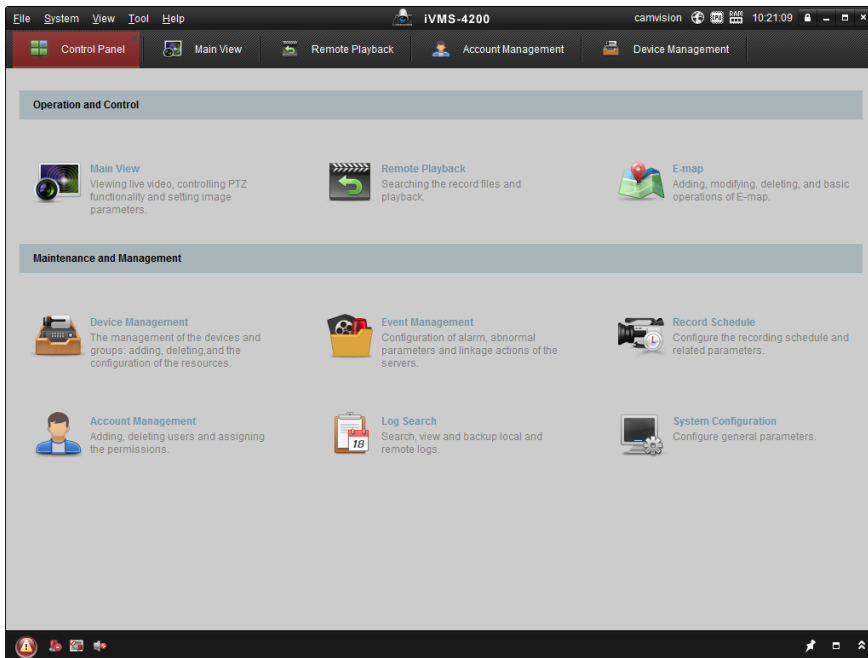 File System View Tool Help iVMS-4200 camvision CPU RAM 10:21:09
Control Panel Main View Remote Playback Account Management Device Management
Operation and Control
Main View
Viewing live video, controlling PTZ
functionality and setting image
parameters.
Remote Playback
Searching the record files and
playback.
E-map
Adding, modifying, deleting, and basic
operations of E-map.
Maintenance and Management
Device Management
The management of the devices and
groups: adding, deleting,and the
configuration of the resources.
Event Management
Configuration of alarm, abnormal
parameters and linkage actions of the
servers.
Record Schedule
Configure the recording schedule and
related parameters.
Account Management
Adding, deleting users and assigning
the permissions.
Log Search
Search, view and backup local and
remote logs.
18
System Configuration
Configure general parameters.